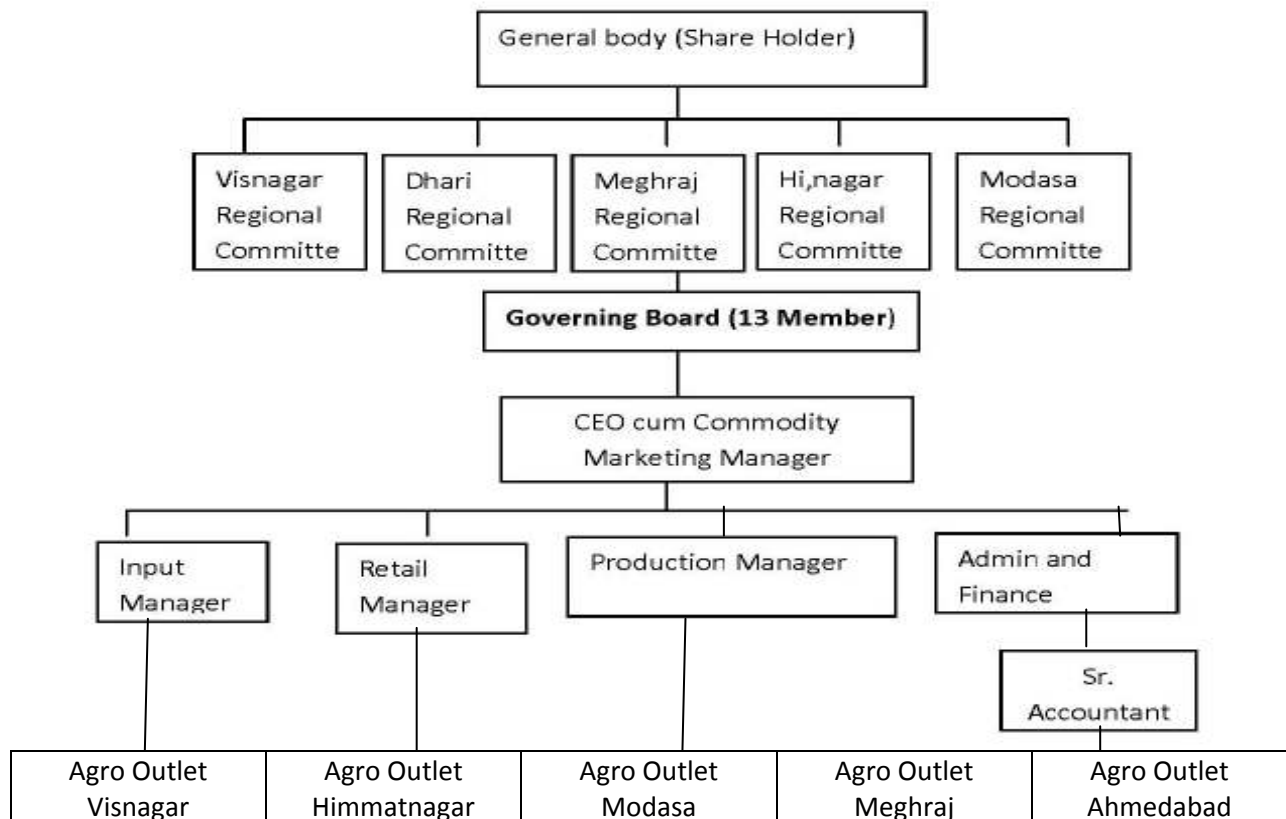 General body (Share Holder)
Visnagar
Regional
Committe
Dhari
Regional
Committe
Meghraj
Regional
Committe
Hi,nagar
Regional
Committe
Modasa
Regional
Committe
Governing Board (13 Member)
CEO cum Commodity
Marketing Manager
Input
Manager
Retail
Manager
Production Manager
Admin and
Finance
Sr.
Accountant
Agro Outlet
Visnagar
Agro Outlet
Himmatnagar
Agro Outlet
Modasa
Agro Outlet
Meghraj
Agro Outlet
Ahmedabad